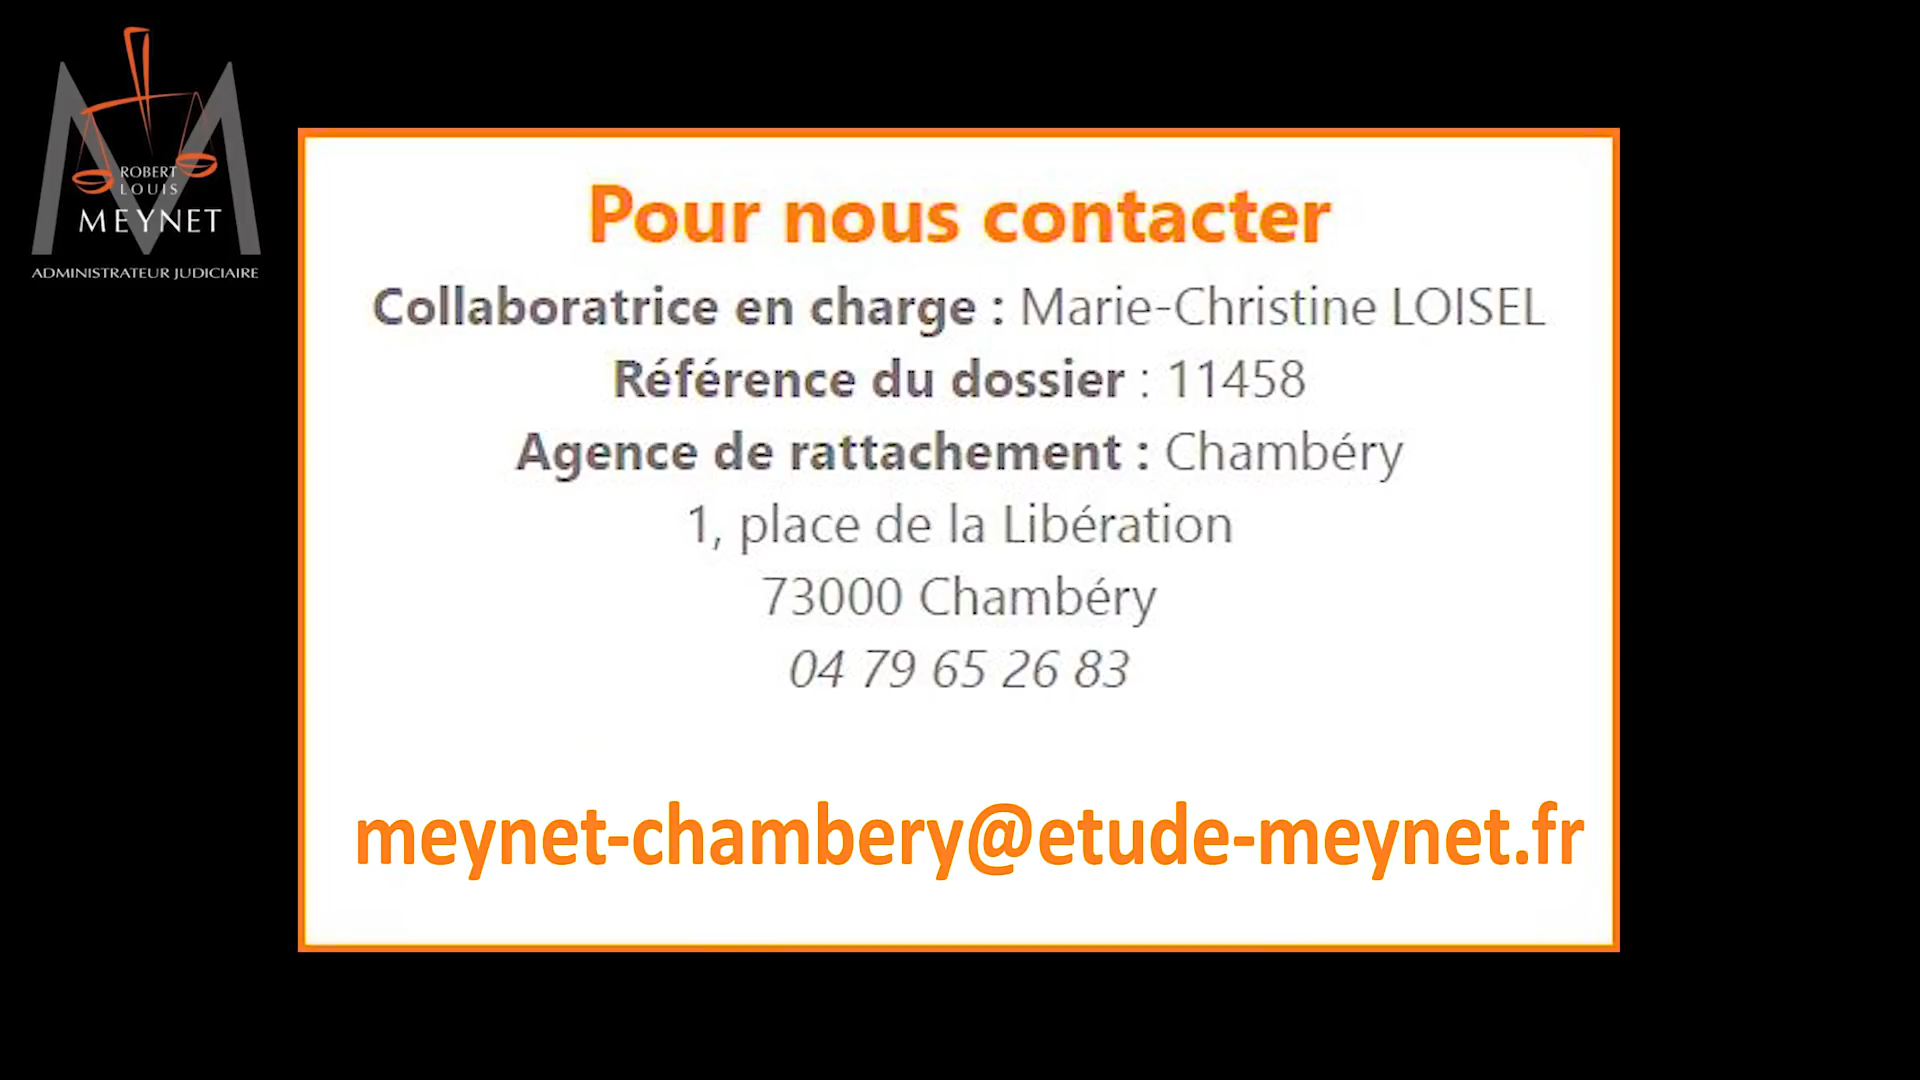 ROBERT
LOUIS
MEYNET
ADMINISTRATEUR JUDICIAIRE
Pour nous contacter
Collaboratrice en charge : Marie-Christine LOISEL
Référence du dossier : 11458
Agence de rattachement : Chambéry
1, place de la Libération
73000 Chambéry
04 79 65 26 83
meynet-chambery@etude-meynet.fr